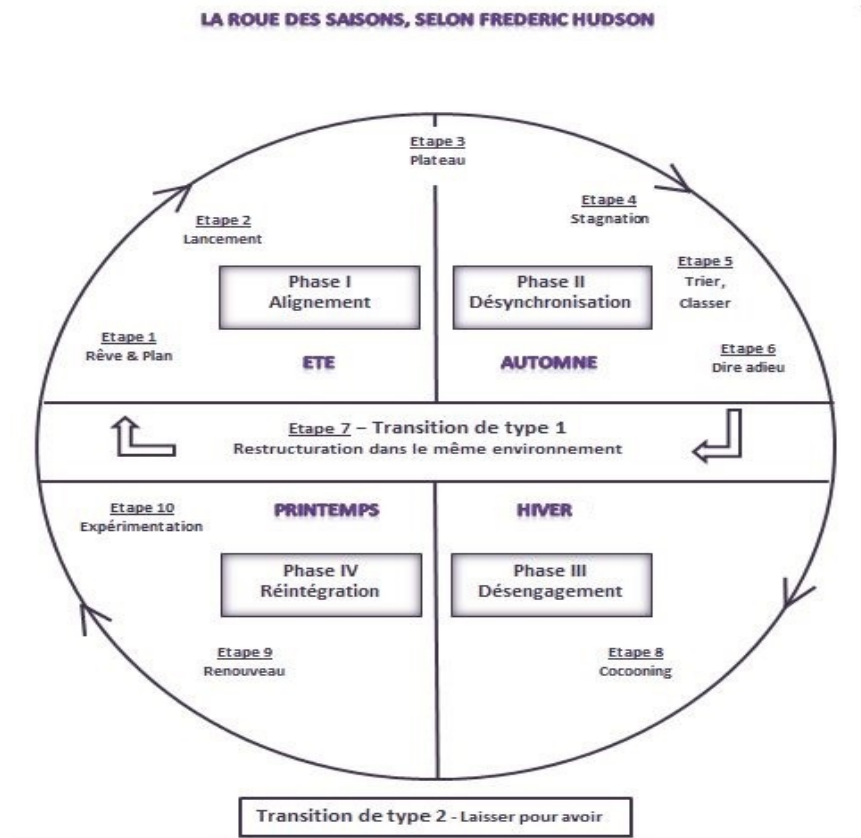 LA ROUE DES SAISONS, SELON FREDERIC HUDSON
Etape 3
Plateau
Etape 2
Lancement
Etape 4
Stagnation
Phase I
Alignement
Phase II
Désynchronisation
Etape 5
Trier,
Classer
Etape 1
Rêve & Plan
ETE
AUTOMNE
Etape 6
Dire adieu
Etape 7 – Transition de type 1
Restructuration dans le même environnement
Etape 10
Expérimentation
PRINTEMPS
HIVER
Phase IV
Réintégration
Phase III
Désengagement
Etape 9
Renouveau
Etape 8
Cocooning
Transition de type 2 - Laisser pour avoir